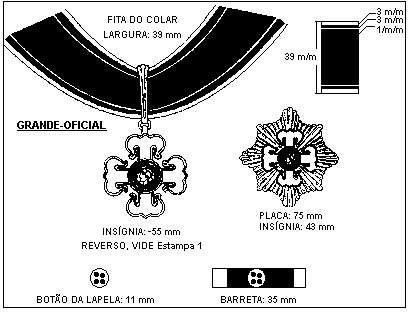 FITA DO COLAR
LARGURA: 39 mm
3 m/m
3 m/m
1/m/m
39 m/m
GRANDE-OFICIAL
INSÍGNIA: -55 mm
REVERSO, VIDE Estampa 1
PLACA: 75 mm
INSÍGNIA: 43 mm
BOTÃO DA LAPELA: 11 mm
BARRETA: 35 mm